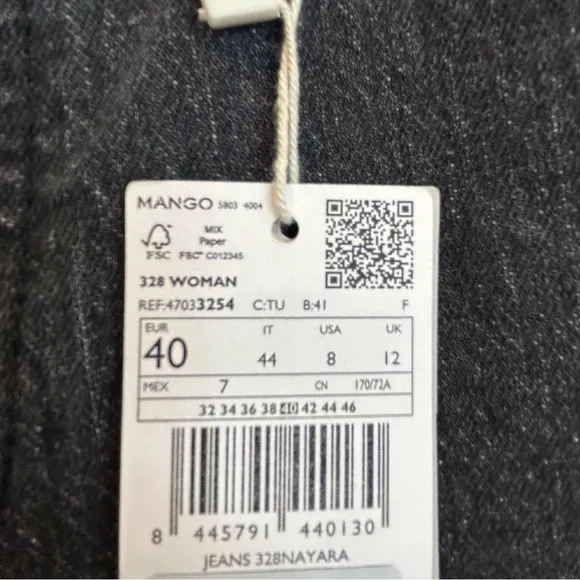 MANGO 5803 4004
MIX
Paper
FSC FSC™ C012345
328 WOMAN
REF:47033254 C:TU B:41 F
EUR IT USA UK
40 44 8 12
MEX 7 CN 170/72A
32 34 36 38 40 42 44 46
8 445791 440130
JEANS 328NAYARA